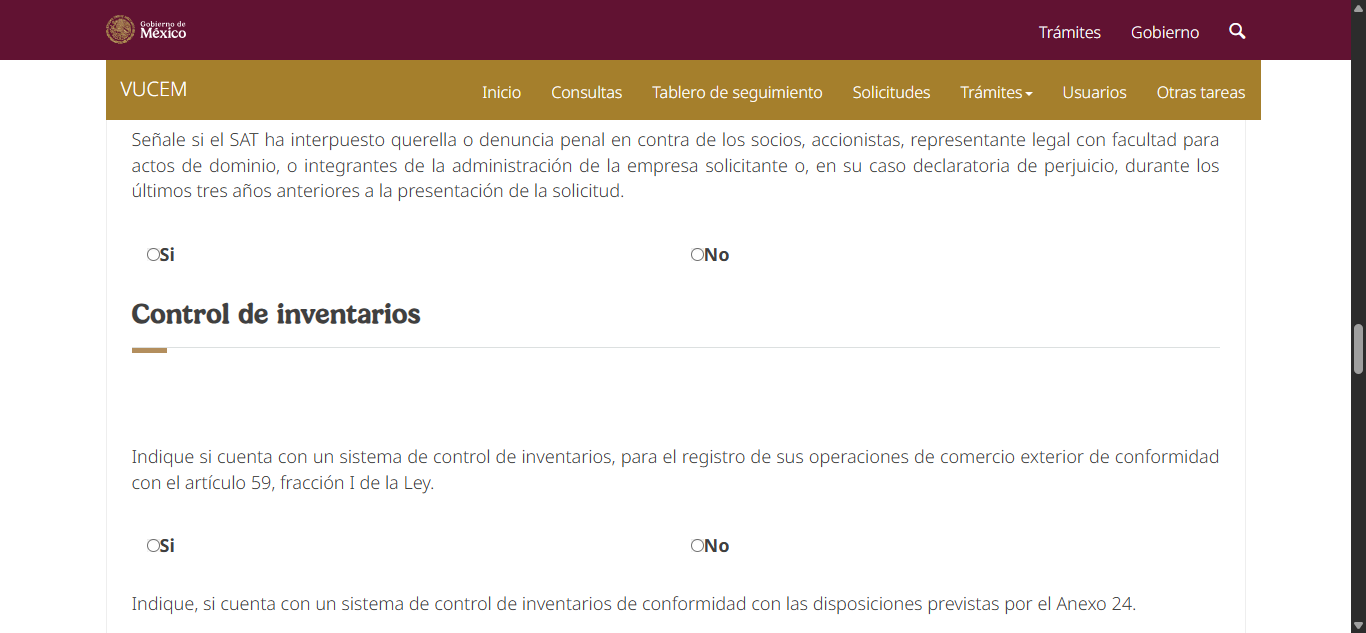 Gobierno de
México
Trámites Gobierno
VUCEM Inicio Consultas Tablero de seguimiento Solicitudes Trámites Usuarios Otras tareas
Señale si el SAT ha interpuesto querella o denuncia penal en contra de los socios, accionistas, representante legal con facultad para
actos de dominio, o integrantes de la administración de la empresa solicitante o, en su caso declaratoria de perjuicio, durante los
últimos tres años anteriores a la presentación de la solicitud.
Si No
Control de inventarios
Indique si cuenta con un sistema de control de inventarios, para el registro de sus operaciones de comercio exterior de conformidad
con el artículo 59, fracción I de la Ley.
Si No
Indique, si cuenta con un sistema de control de inventarios de conformidad con las disposiciones previstas por el Anexo 24.